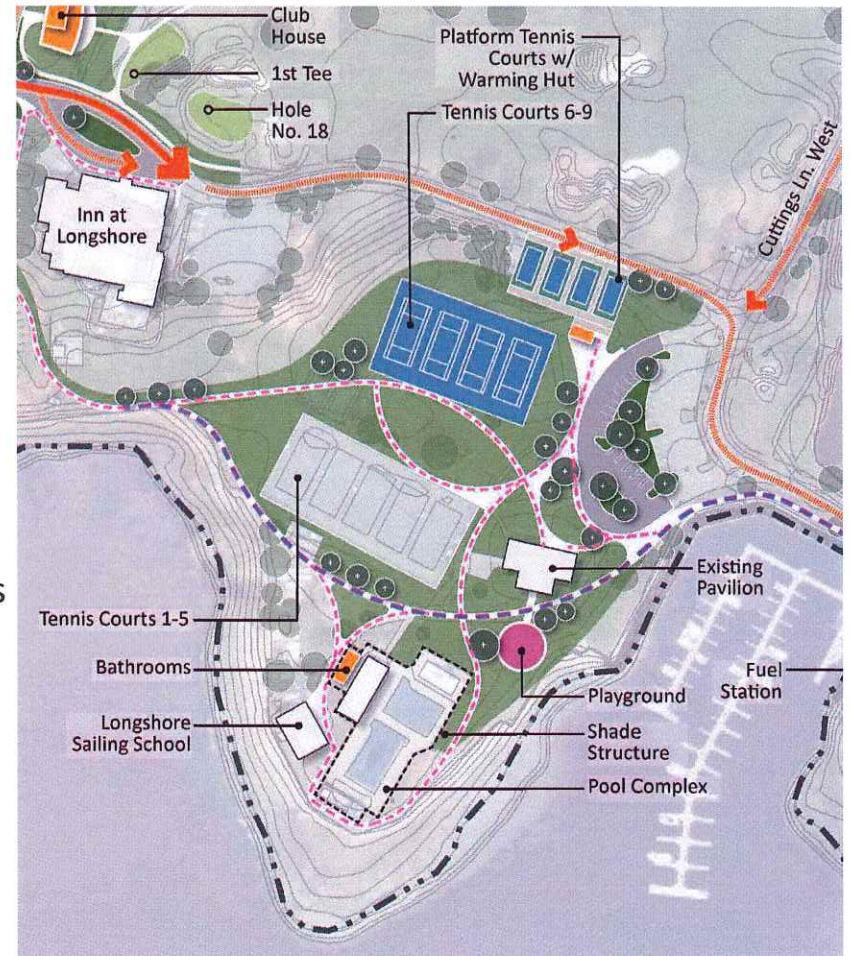 Club
House
1st Tee
Hole
No. 18
Platform Tennis
Courts w/
Warming Hut
Tennis Courts 6-9
Cuttings Ln. West
Inn at
Longshore
Existing
Pavilion
s
Tennis Courts 1-5
Bathrooms
Longshore
Sailing School
Playground
Shade
Structure
Pool Complex
Fuel
Station